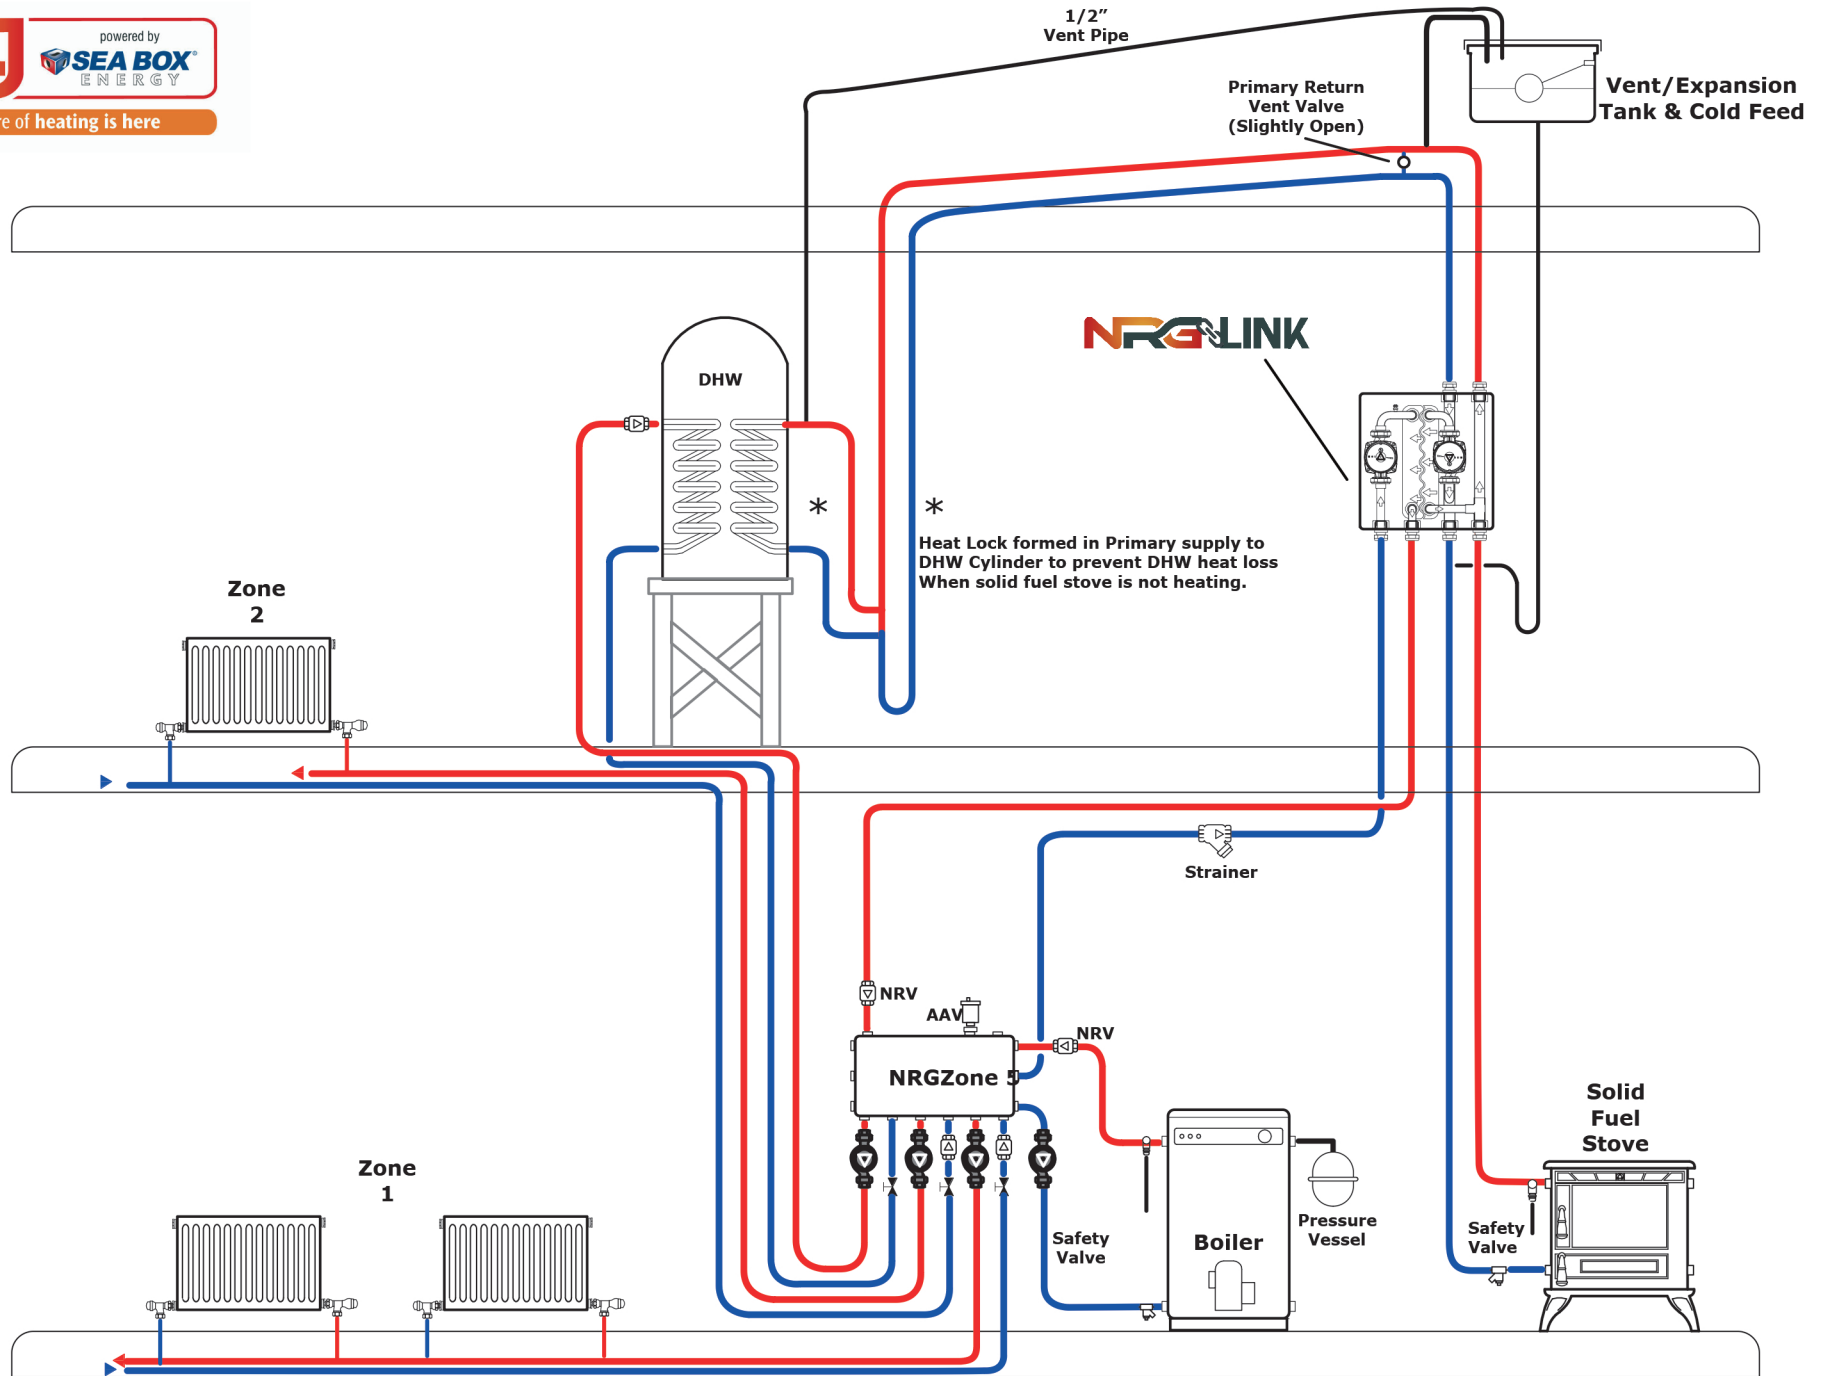 powered by
SEA BOX
ENERGY
re of heating is here
1/2”
Vent Pipe
Primary Return
Vent Valve
(Slightly Open)
Vent/Expansion
Tank & Cold Feed
NRG LINK
DHW
*
*
Heat Lock formed in Primary supply to
DHW Cylinder to prevent DHW heat loss
When solid fuel stove is not heating.
Zone
2
Strainer
NRV
AAV
NRV
NRGZone 5
Solid
Fuel
Stove
Zone
1
Safety
Valve
Boiler
Pressure
Vessel
Safety
Valve